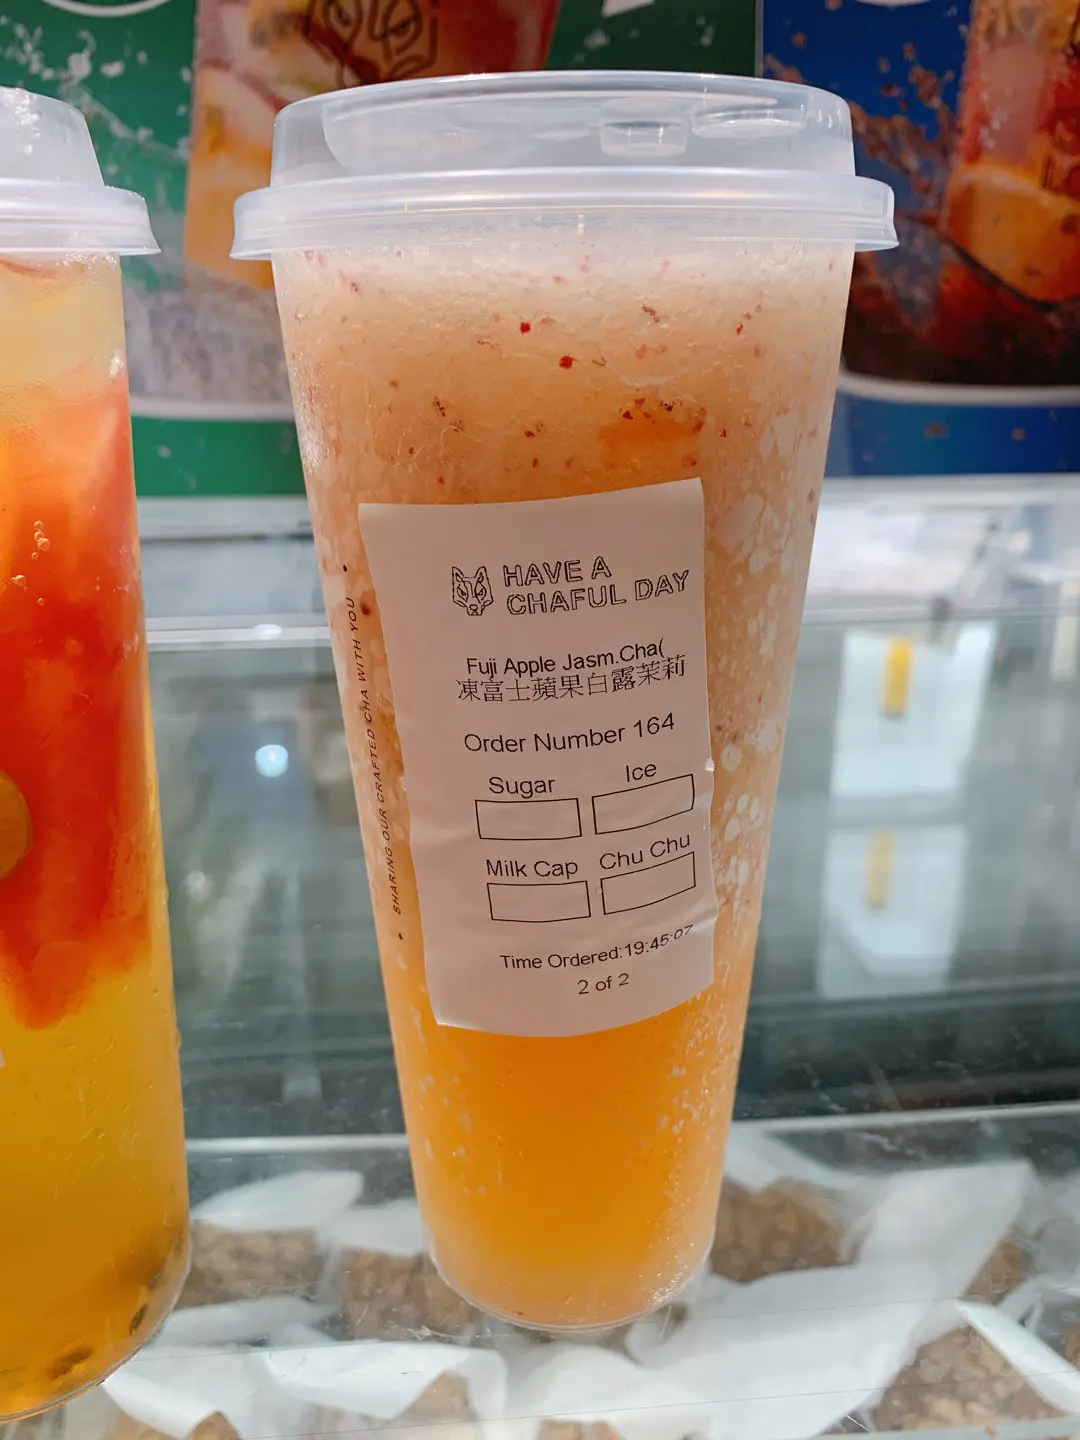 HAVE A
CHAFUL DAY
Fuji Apple Jasm.Cha(
凍富士蘋果白露茉莉
Order Number 164
Sugar Ice
Milk Cap Chu Chu
Time Ordered:19:45:07
2 of 2
SHARING OUR CRAFTED CHA WITH YOU